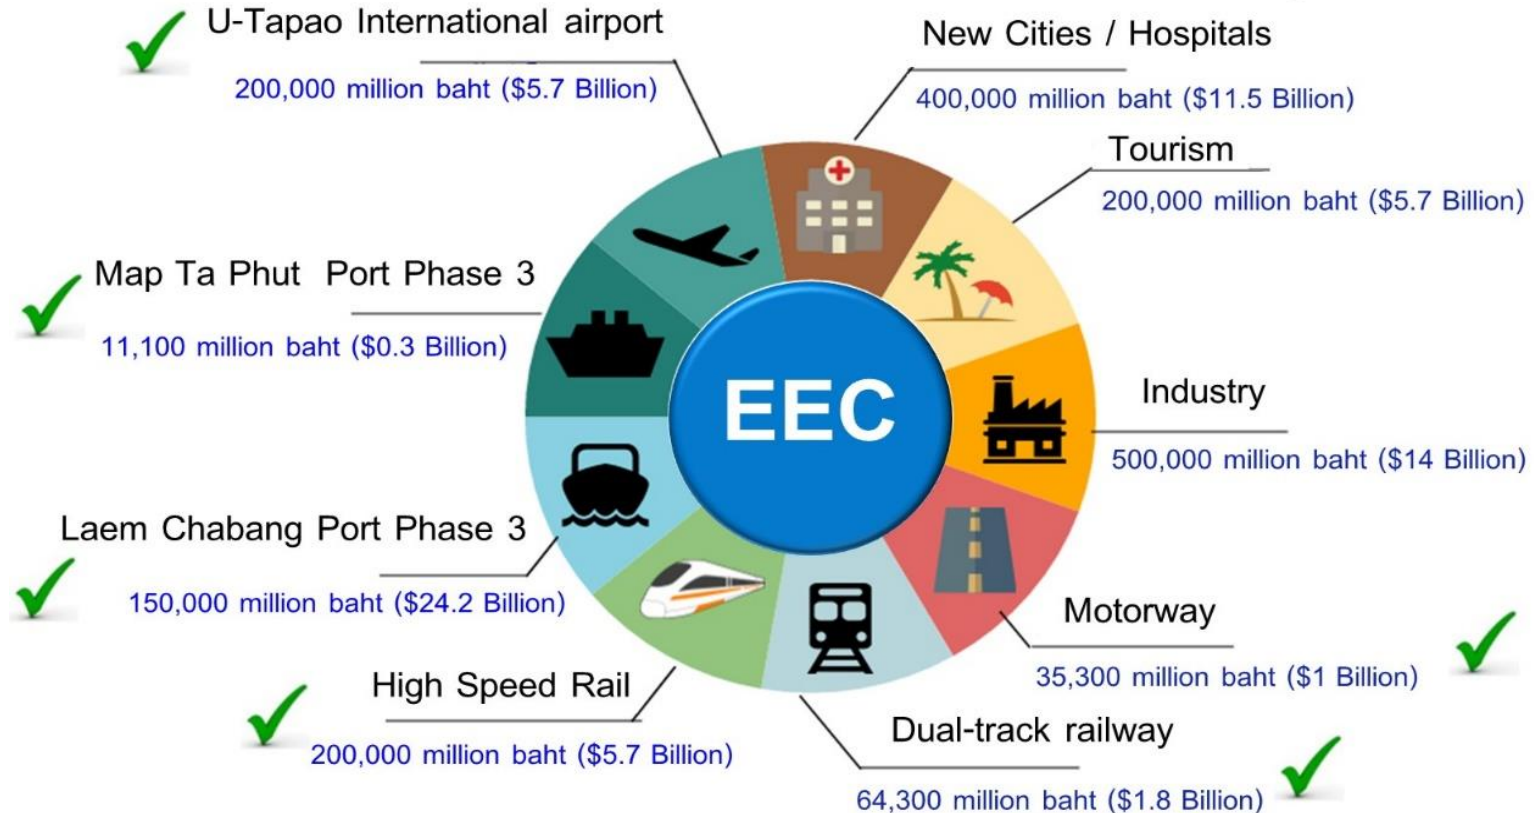 U-Tapao International airport
200,000 million baht ($5.7 Billion)
New Cities / Hospitals
400,000 million baht ($11.5 Billion)
Tourism
200,000 million baht ($5.7 Billion)
Map Ta Phut Port Phase 3
11,100 million baht ($0.3 Billion)
EEC
Industry
500,000 million baht ($14 Billion)
Laem Chabang Port Phase 3
150,000 million baht ($24.2 Billion)
Motorway
35,300 million baht ($1 Billion)
High Speed Rail
200,000 million baht ($5.7 Billion)
Dual-track railway
64,300 million baht ($1.8 Billion)